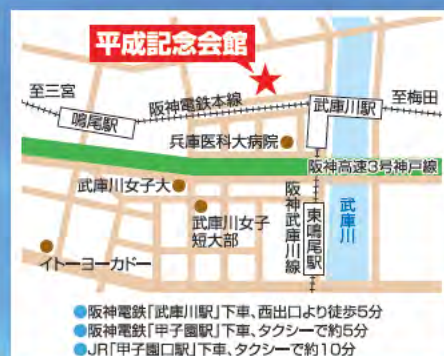 平成記念会館
至三宮
至梅田
阪神電鉄本線
武庫川駅
鳴尾駅
兵庫医科大病院
阪神高速3号神戸線
武庫川女子大
武庫川女子
短大部
阪神武庫川線
東鳴尾駅
武庫川
イトーヨーカドー
●阪神電鉄「武庫川駅」下車、西出口より徒歩5分
●阪神電鉄「甲子園駅」下車、タクシーで約5分
●JR「甲子園口駅」下車、タクシーで約10分